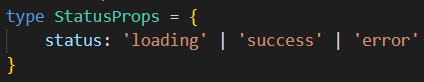 type StatusProps = {
    status: 'loading' | 'success' | 'error'
}